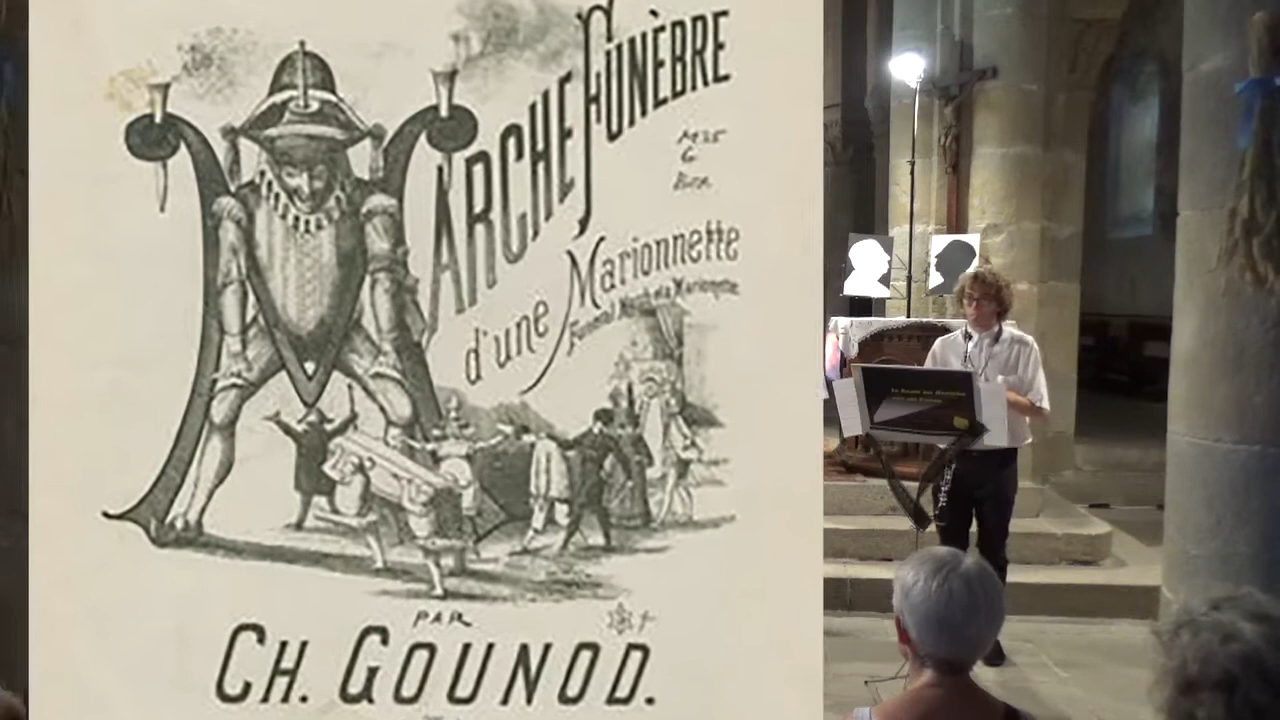 MARCHE FUNÈBRE
d'une Marionnette
Funeral March of a Marionette
PAR
CH. GOUNOD.